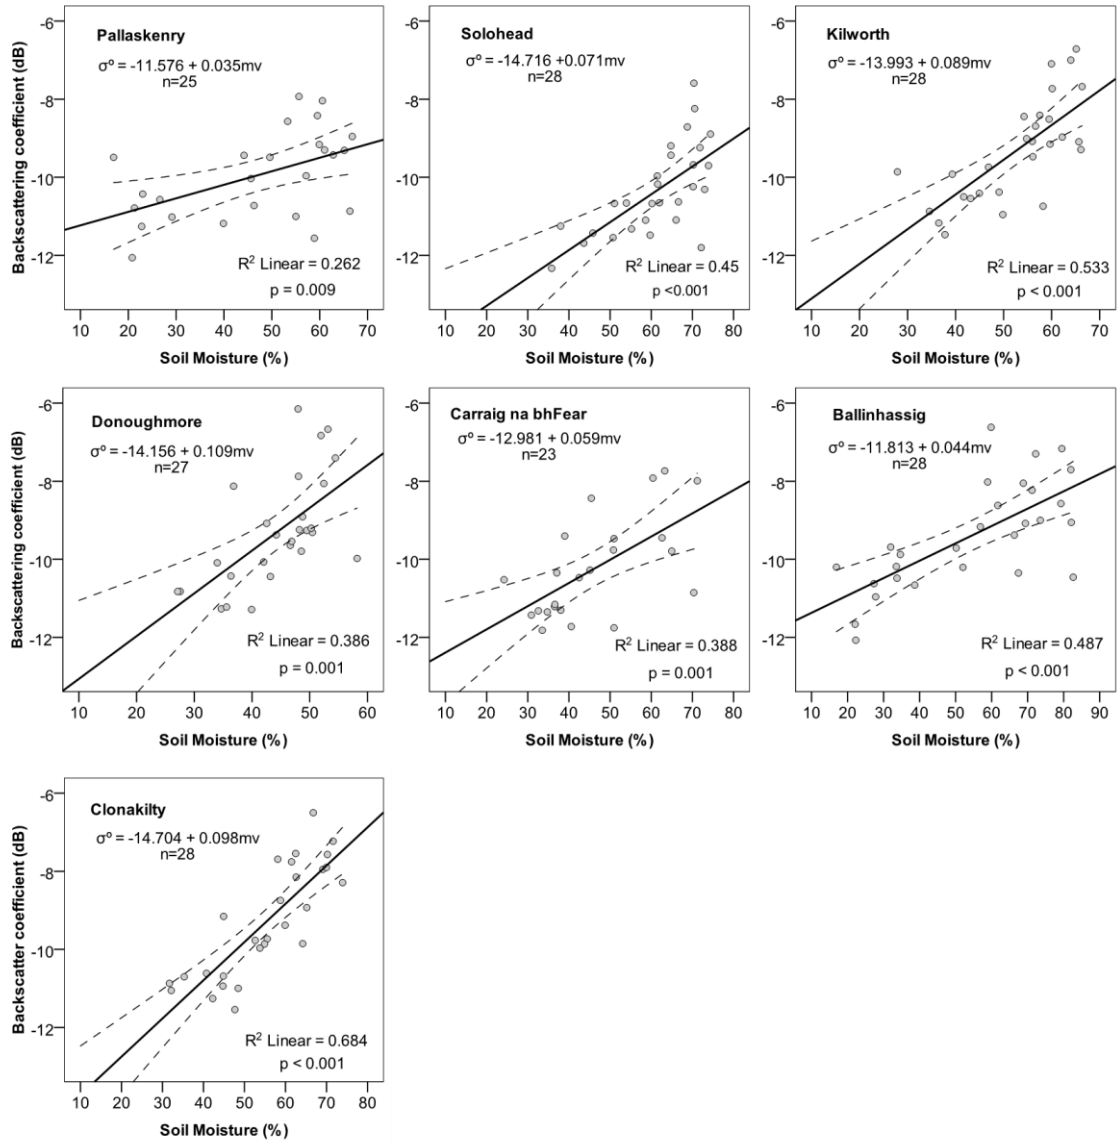 Pallaskenry
σº = -11.576 + 0.035mv
n=25
R² Linear = 0.262
p = 0.009
Backscattering coefficient (dB)
-6
-8
-10
-12
10 20 30 40 50 60 70
Soil Moisture (%)
Solohead
σº = -14.716 +0.071mv
n=28
R² Linear = 0.45
p <0.001
-6
-8
-10
-12
10 20 30 40 50 60 70 80
Soil Moisture (%)
Kilworth
σº = -13.993 + 0.089mv
n=28
R² Linear = 0.533
p < 0.001
-6
-8
-10
-12
10 20 30 40 50 60 70
Soil Moisture (%)
Donoughmore
σº = -14.156 + 0.109mv
n=27
R² Linear = 0.386
p = 0.001
Backscattering coefficient (dB)
-6
-8
-10
-12
10 20 30 40 50 60
Soil Moisture (%)
Carraig na bhFear
σº = -12.981 + 0.059mv
n=23
R² Linear = 0.388
p = 0.001
-6
-8
-10
-12
10 20 30 40 50 60 70 80
Soil Moisture (%)
Ballinhassig
σº = -11.813 + 0.044mv
n=28
R² Linear = 0.487
p < 0.001
-6
-8
-10
-12
10 20 30 40 50 60 70 80 90
Soil Moisture (%)
Clonakilty
σº = -14.704 + 0.098mv
n=28
R² Linear = 0.684
p < 0.001
Backscatter coefficient (dB)
-6
-8
-10
-12
10 20 30 40 50 60 70 80
Soil Moisture (%)